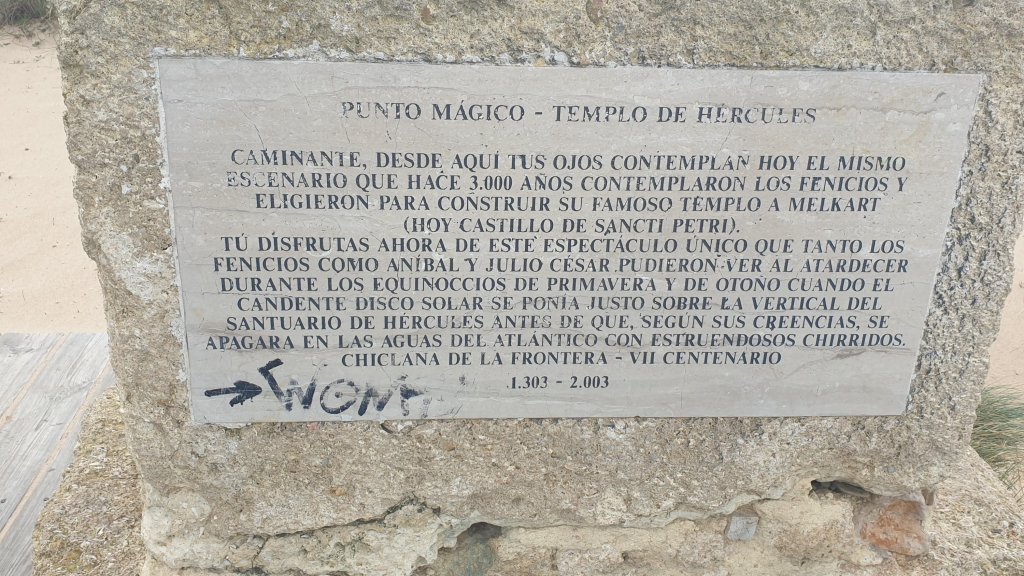 PUNTO MÁGICO - TEMPLO DE HÉRCULES
CAMINANTE, DESDE AQUÍ TUS OJOS CONTEMPLAN HOY EL MISMO
ESCENARIO QUE HACE 3.000 AÑOS CONTEMPLARON LOS FENICIOS Y
ELIGIERON PARA CONSTRUIR SU FAMOSO TEMPLO A MELKART
(HOY CASTILLO DE SANCTI PETRI).
TÚ DISFRUTAS AHORA DE ESTE ESPECTÁCULO ÚNICO QUE TANTO LOS
FENICIOS COMO ANÍBAL Y JULIO CÉSAR PUDIERON VER AL ATARDECER
DURANTE LOS EQUINOCCIOS DE PRIMAVERA Y DE OTOÑO CUANDO EL
CANDENTE DISCO SOLAR SE PONÍA JUSTO SOBRE LA VERTICAL DEL
SANTUARIO DE HÉRCULES ANTES DE QUE, SEGÚN SUS CREENCIAS, SE
APAGARA EN LAS AGUAS DEL ATLÁNTICO CON ESTRUENDOSOS CHIRRIDOS.
CHICLANA DE LA FRONTERA - VII CENTENARIO
1.303 - 2.003